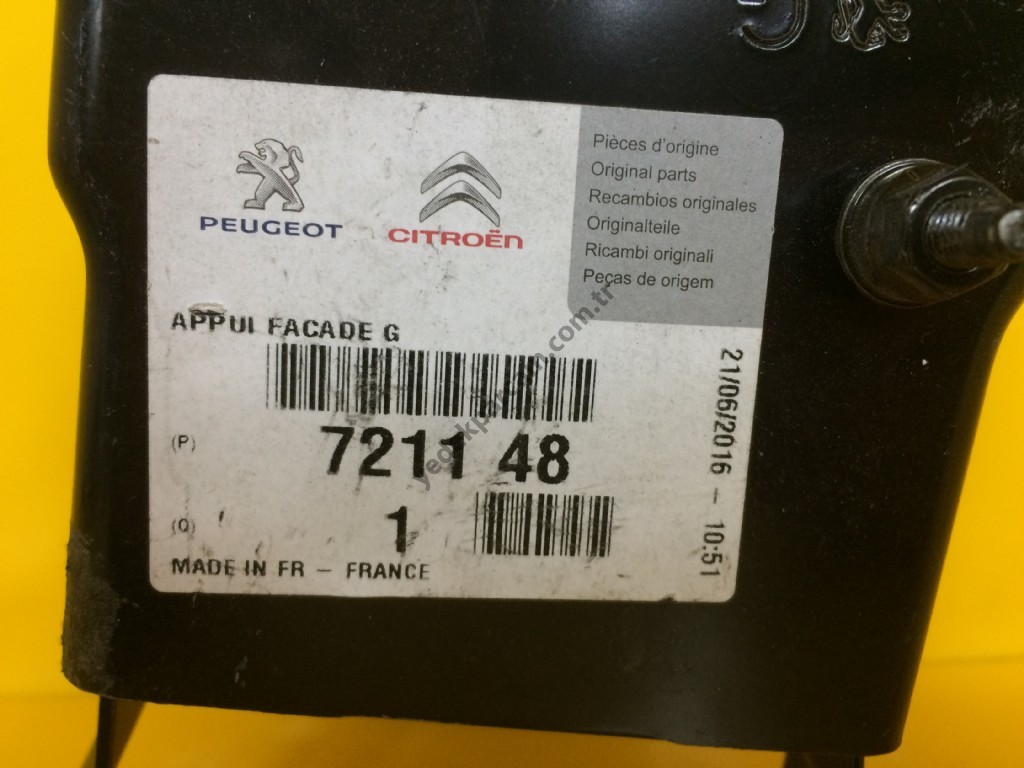 PEUGEOT
CITROËN
Pièces d'origine
Original parts
Recambios originales
Originalteile
Ricambi originali
Peças de origem
APPUI FACADE G
(P) 7211 48
(Q) 1
MADE IN FR – FRANCE
21/06/2016 – 10:51